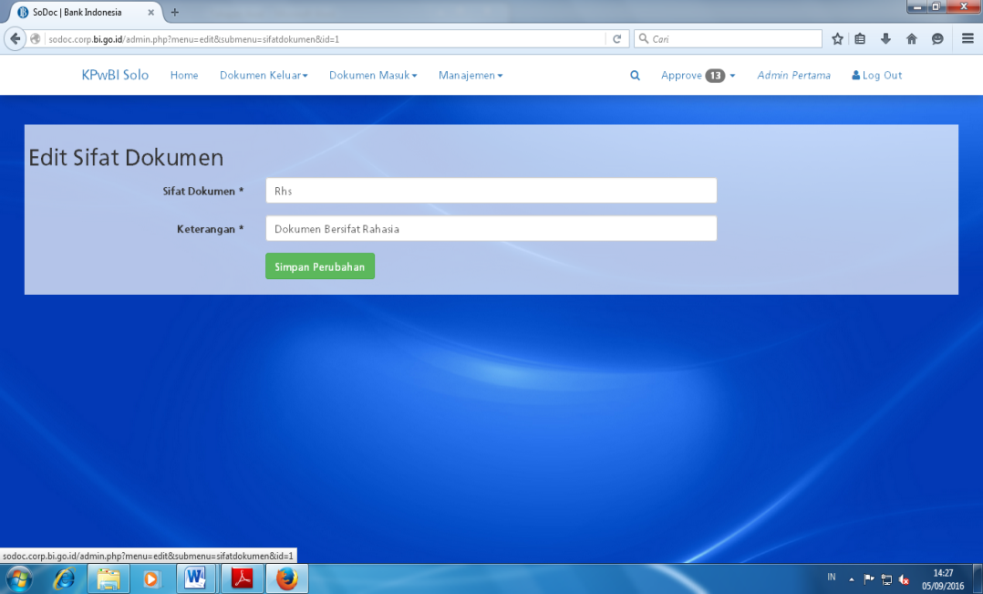 SoDoc | Bank Indonesia
sodoc.corp.bi.go.id/admin.php?menu=edit&submenu=sifatdokumen&id=1
Cari
KPwBI Solo Home Dokumen Keluar Dokumen Masuk Manajemen Approve 13 Admin Pertama Log Out
Edit Sifat Dokumen
Sifat Dokumen * Rhs
Keterangan * Dokumen Bersifat Rahasia
Simpan Perubahan
sodoc.corp.bi.go.id/admin.php?menu=edit&submenu=sifatdokumen&id=1
IN 14:27
05/09/2016